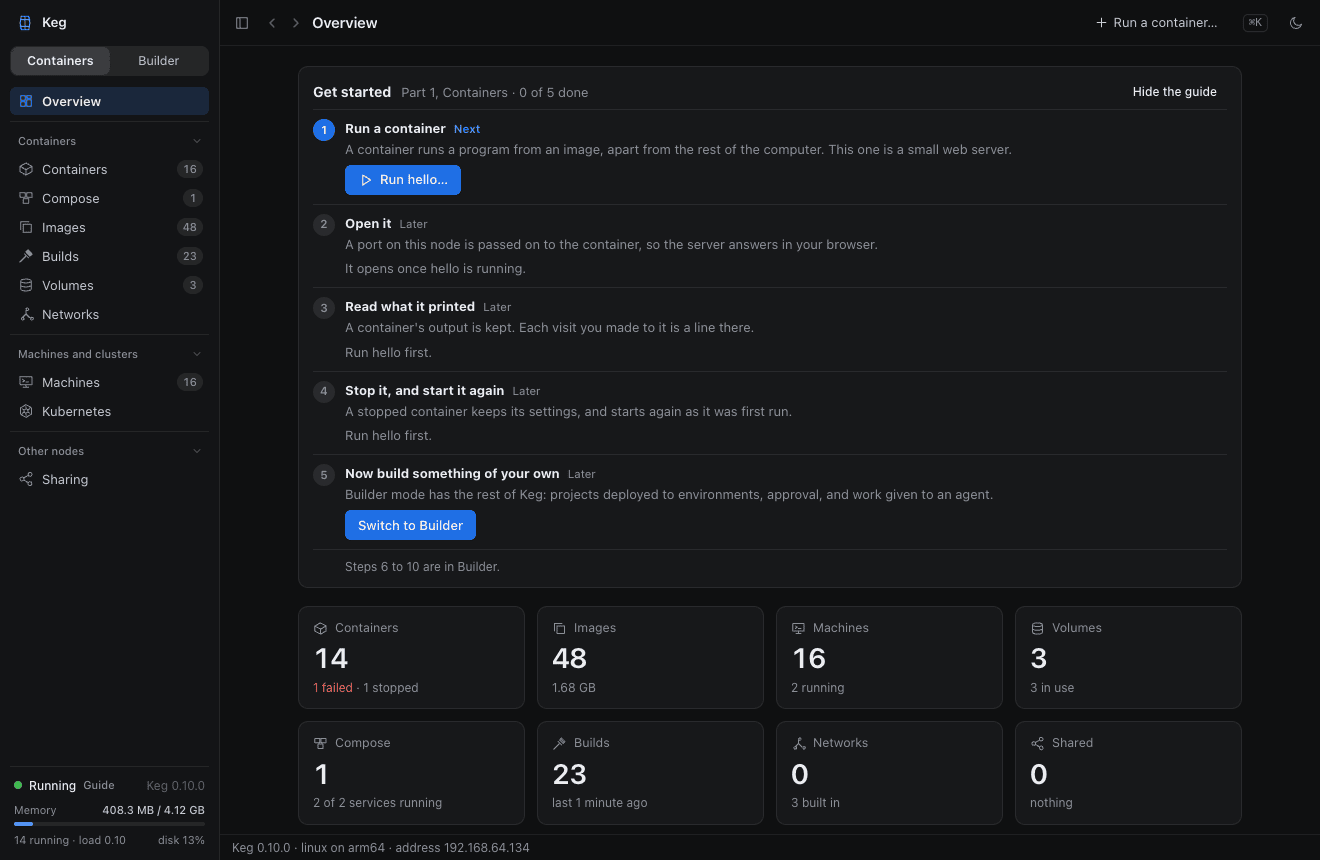 Keg
Containers Builder
Overview
Containers
Containers 16
Compose 1
Images 48
Builds 23
Volumes 3
Networks
Machines and clusters
Machines 16
Kubernetes
Other nodes
Sharing
Running Guide Keg 0.10.0
Memory 408.3 MB / 4.12 GB
14 running · load 0.10 disk 13%
Overview
+ Run a container... ⌘K
Get started Part 1, Containers · 0 of 5 done Hide the guide
1 Run a container Next
A container runs a program from an image, apart from the rest of the computer. This one is a small web server.
Run hello...
2 Open it Later
A port on this node is passed on to the container, so the server answers in your browser.
It opens once hello is running.
3 Read what it printed Later
A container's output is kept. Each visit you made to it is a line there.
Run hello first.
4 Stop it, and start it again Later
A stopped container keeps its settings, and starts again as it was first run.
Run hello first.
5 Now build something of your own Later
Builder mode has the rest of Keg: projects deployed to environments, approval, and work given to an agent.
Switch to Builder
Steps 6 to 10 are in Builder.
Containers
14
1 failed · 1 stopped
Images
48
1.68 GB
Machines
16
2 running
Volumes
3
3 in use
Compose
1
2 of 2 services running
Builds
23
last 1 minute ago
Networks
0
3 built in
Shared
0
nothing
Keg 0.10.0 · linux on arm64 · address 192.168.64.134